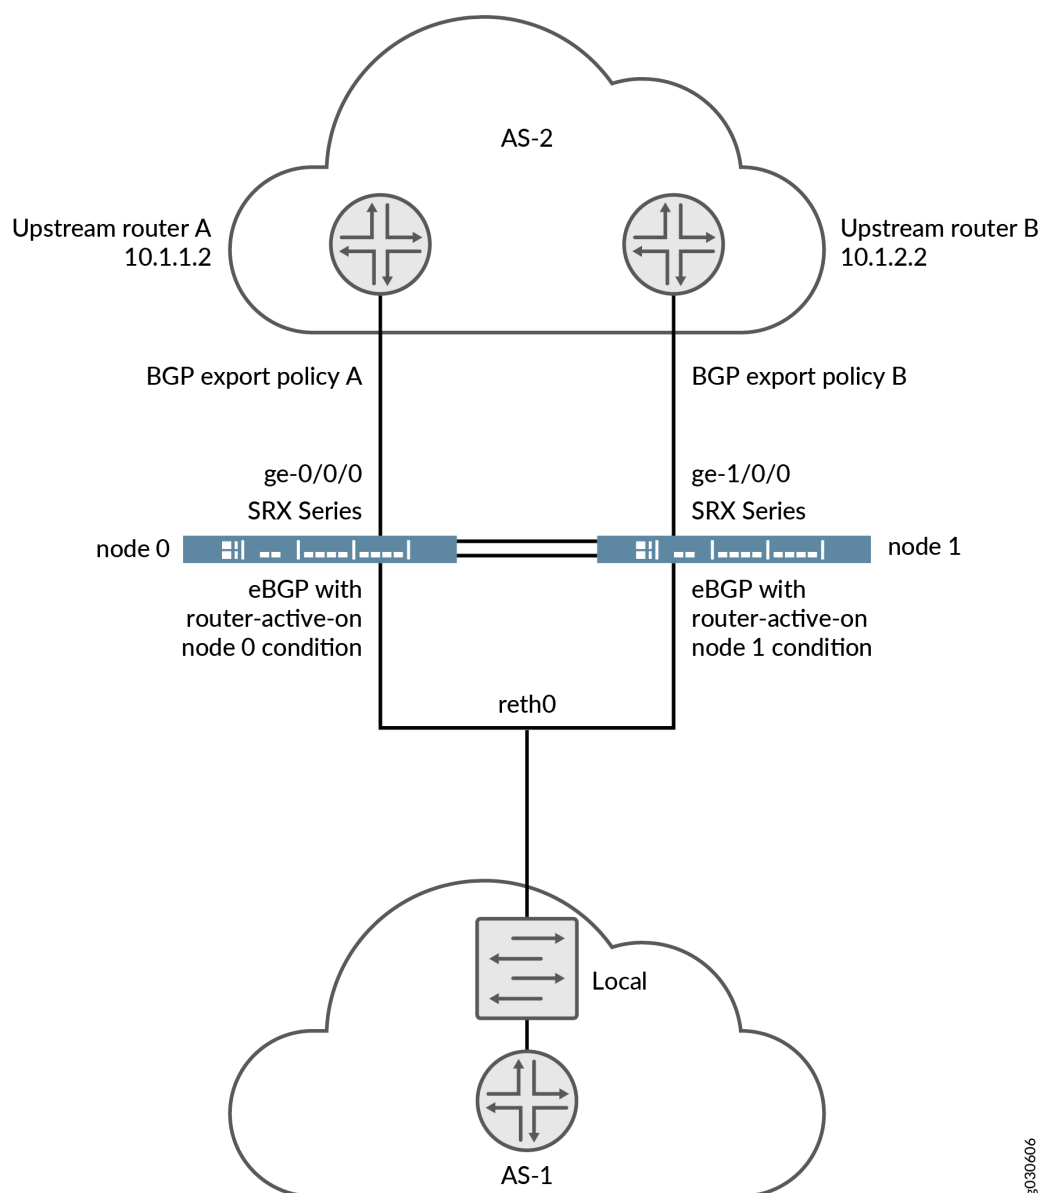 AS-2
Upstream router A
10.1.1.2
Upstream router B
10.1.2.2
BGP export policy A
BGP export policy B
ge-0/0/0
SRX Series
ge-1/0/0
SRX Series
node 0
node 1
eBGP with
router-active-on
node 0 condition
eBGP with
router-active-on
node 1 condition
reth0
Local
AS-1
g030606